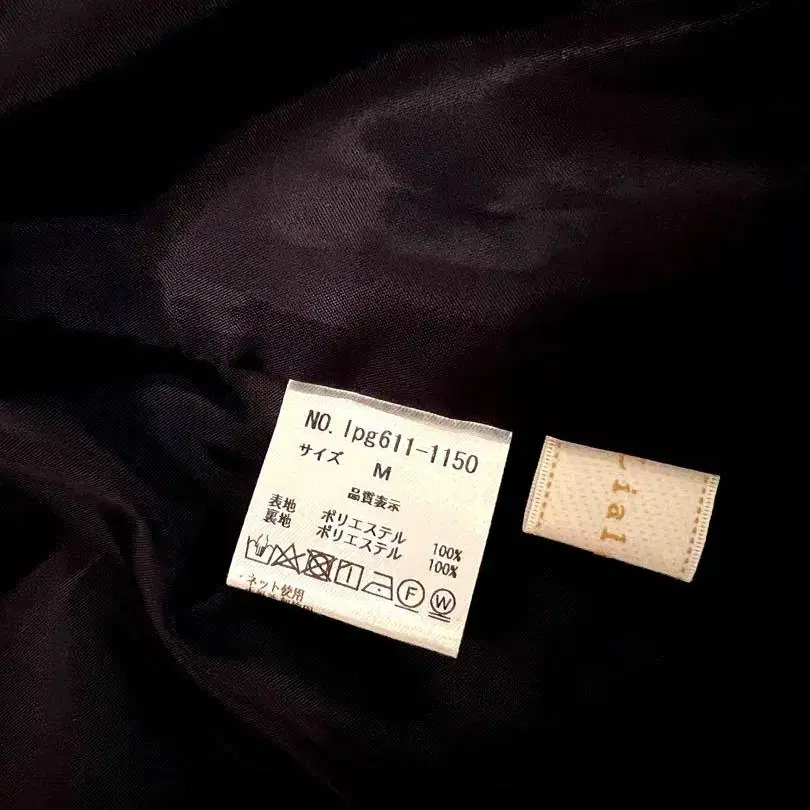 NO. lpg611-1150
サイズ M
品質表示
表地 ポリエステル 100%
裏地 ポリエステル 100%
F W
・ネット使用